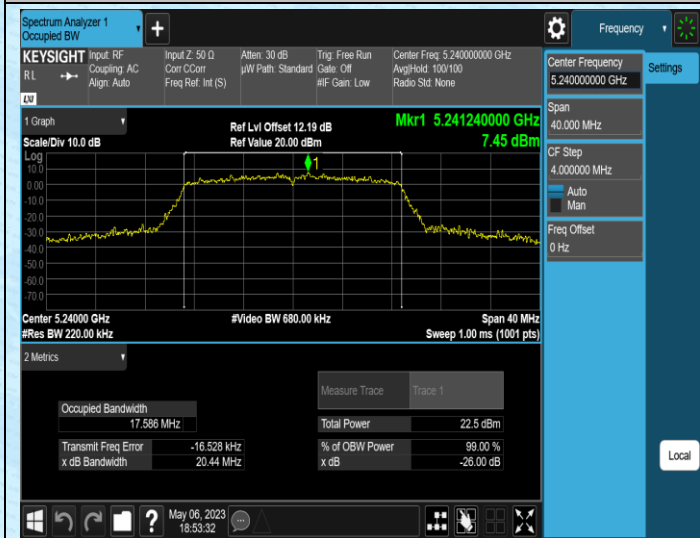 Spectrum Analyzer 1
Occupied BW
+
Frequency
KEYSIGHT
RL
LXI
Input: RF
Coupling: AC
Align: Auto
Input Z: 50 Ω
Corr CCorr
Freq Ref: Int (S)
Atten: 30 dB
µW Path: Standard
Trig: Free Run
Gate: Off
#IF Gain: Low
Center Freq: 5.240000000 GHz
Avg|Hold: 100/100
Radio Std: None
Center Frequency
5.240000000 GHz
Settings
Span
40.000 MHz
CF Step
4.000000 MHz
Auto
Man
Freq Offset
0 Hz
Local
1 Graph
Scale/Div 10.0 dB
Ref Lvl Offset 12.19 dB
Ref Value 20.00 dBm
Mkr1 5.241240000 GHz
7.45 dBm
Log
10.0
0.00
-10.0
-20.0
-30.0
-40.0
-50.0
-60.0
-70.0
1
Center 5.24000 GHz
#Res BW 220.00 kHz
#Video BW 680.00 kHz
Span 40 MHz
Sweep 1.00 ms (1001 pts)
2 Metrics
Measure Trace Trace 1
Occupied Bandwidth
17.586 MHz
Total Power 22.5 dBm
Transmit Freq Error -16.528 kHz
% of OBW Power 99.00 %
x dB Bandwidth 20.44 MHz
x dB -26.00 dB
?
May 06, 2023
18:53:32